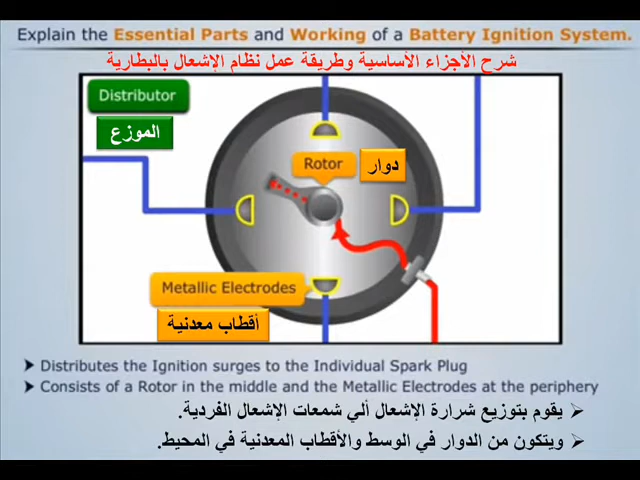 Explain the Essential Parts and Working of a Battery Ignition System.
شرح الأجزاء الأساسية وطريقة عمل نظام الإشعال بالبطارية
Distributor
الموزع
Rotor
دوار
Metallic Electrodes
أقطاب معدنية
Distributes the Ignition surges to the Individual Spark Plug
Consists of a Rotor in the middle and the Metallic Electrodes at the periphery
يقوم بتوزيع شرارة الإشعال ألي شمعات الإشعال الفردية.
ويتكون من الدوار في الوسط والأقطاب المعدنية في المحيط.